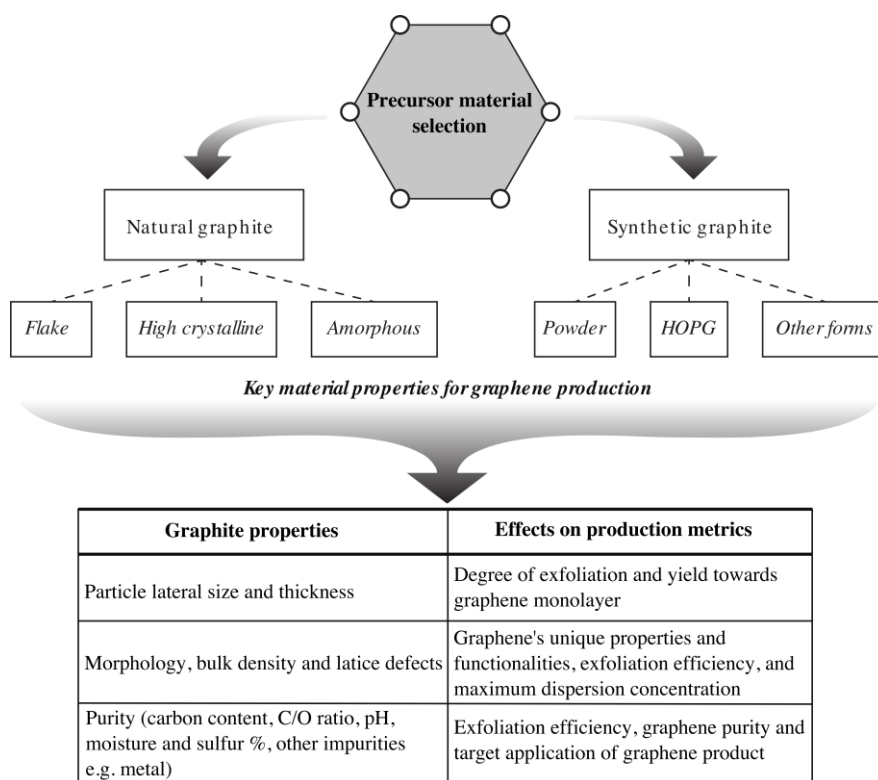 Precursor material
selection
Natural graphite
Synthetic graphite
Flake
High crystalline
Amorphous
Powder
HOPG
Other forms
Key material properties for graphene production
Graphite properties
Effects on production metrics
Particle lateral size and thickness
Degree of exfoliation and yield towards
graphene monolayer
Morphology, bulk density and latice defects
Graphene's unique properties and
functionalities, exfoliation efficiency, and
maximum dispersion concentration
Purity (carbon content, C/O ratio, pH,
moisture and sulfur %, other impurities
e.g. metal)
Exfoliation efficiency, graphene purity and
target application of graphene product